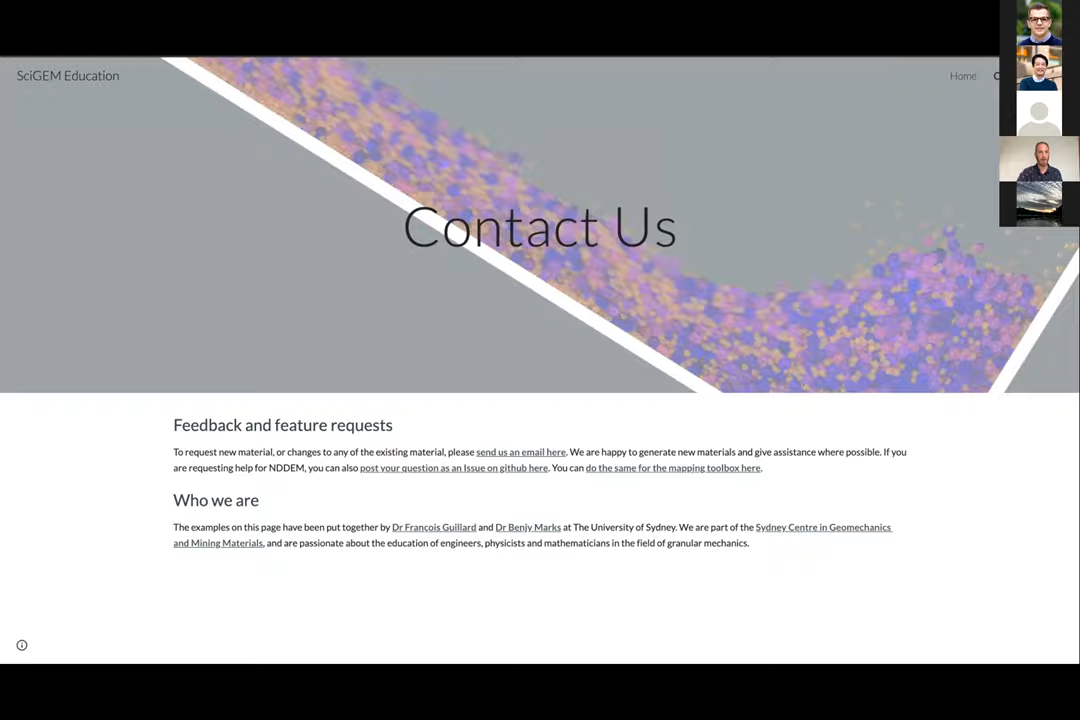 SciGEM Education
Home
Contact Us
Feedback and feature requests
To request new material, or changes to any of the existing material, please send us an email here. We are happy to generate new materials and give assistance where possible. If you
are requesting help for NDDEM, you can also post your question as an Issue on github here. You can do the same for the mapping toolbox here.
Who we are
The examples on this page have been put together by Dr François Guillard and Dr Benjy Marks at The University of Sydney. We are part of the Sydney Centre in Geomechanics
and Mining Materials, and are passionate about the education of engineers, physicists and mathematicians in the field of granular mechanics.